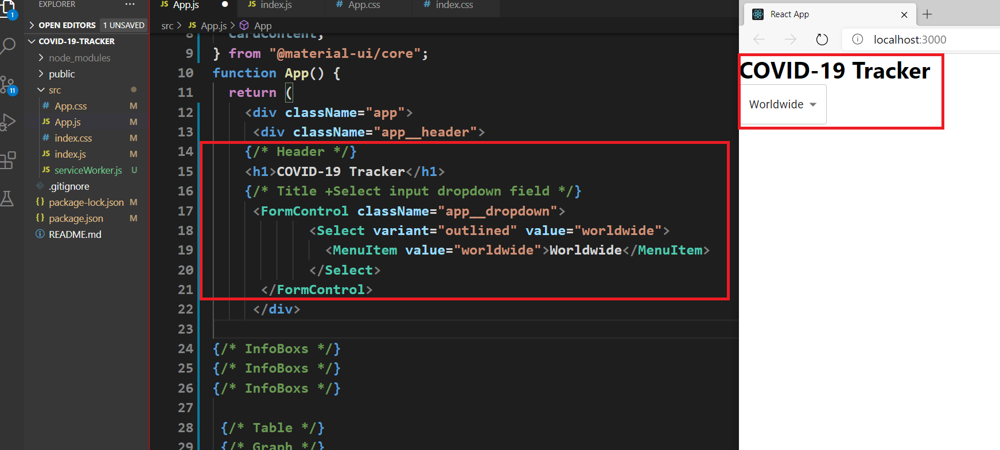 EXPLORER ...
1
OPEN EDITORS 1 UNSAVED
COVID-19-TRACKER
node_modules
public
11
src
# App.css M
JS App.js M
# index.css M
JS index.js M
JS serviceWorker.js U
.gitignore
{} package-lock.json M
{} package.json M
README.md
JS App.js JS index.js # App.css # index.css
src > JS App.js > App
8 CardContent,
9 } from "@material-ui/core";
10 function App() {
11 return (
12 <div className="app">
13 <div className="app__header">
14 {/* Header */}
15 <h1>COVID-19 Tracker</h1>
16 {/* Title +Select input dropdown field */}
17 <FormControl className="app__dropdown">
18 <Select variant="outlined" value="worldwide">
19 <MenuItem value="worldwide">Worldwide</MenuItem>
20 </Select>
21 </FormControl>
22 </div>
23
24 {/* InfoBoxs */}
25 {/* InfoBoxs */}
26 {/* InfoBoxs */}
27
28 {/* Table */}
29 {/* Graph */}
React App
localhost:3000
COVID-19 Tracker
Worldwide